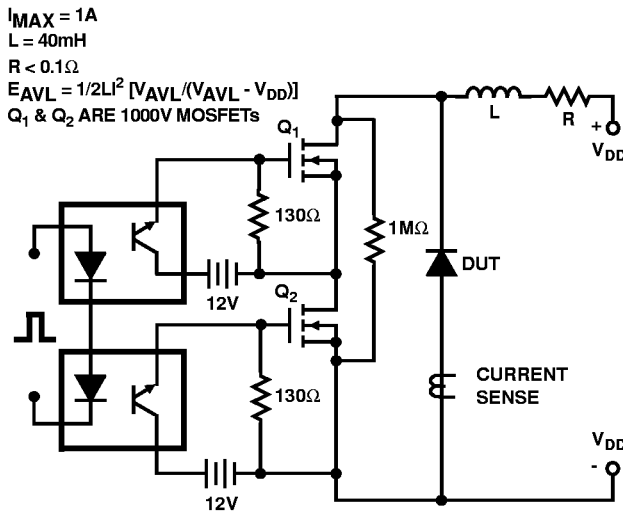 IMAX = 1A
L = 40mH
R < 0.1Ω
EAVL = 1/2LI² [VAVL/(VAVL - VDD)]
Q1 & Q2 ARE 1000V MOSFETs
L
R
+
VDD
Q1
130Ω
1MΩ
12V
DUT
Q2
130Ω
CURRENT
SENSE
12V
VDD
-